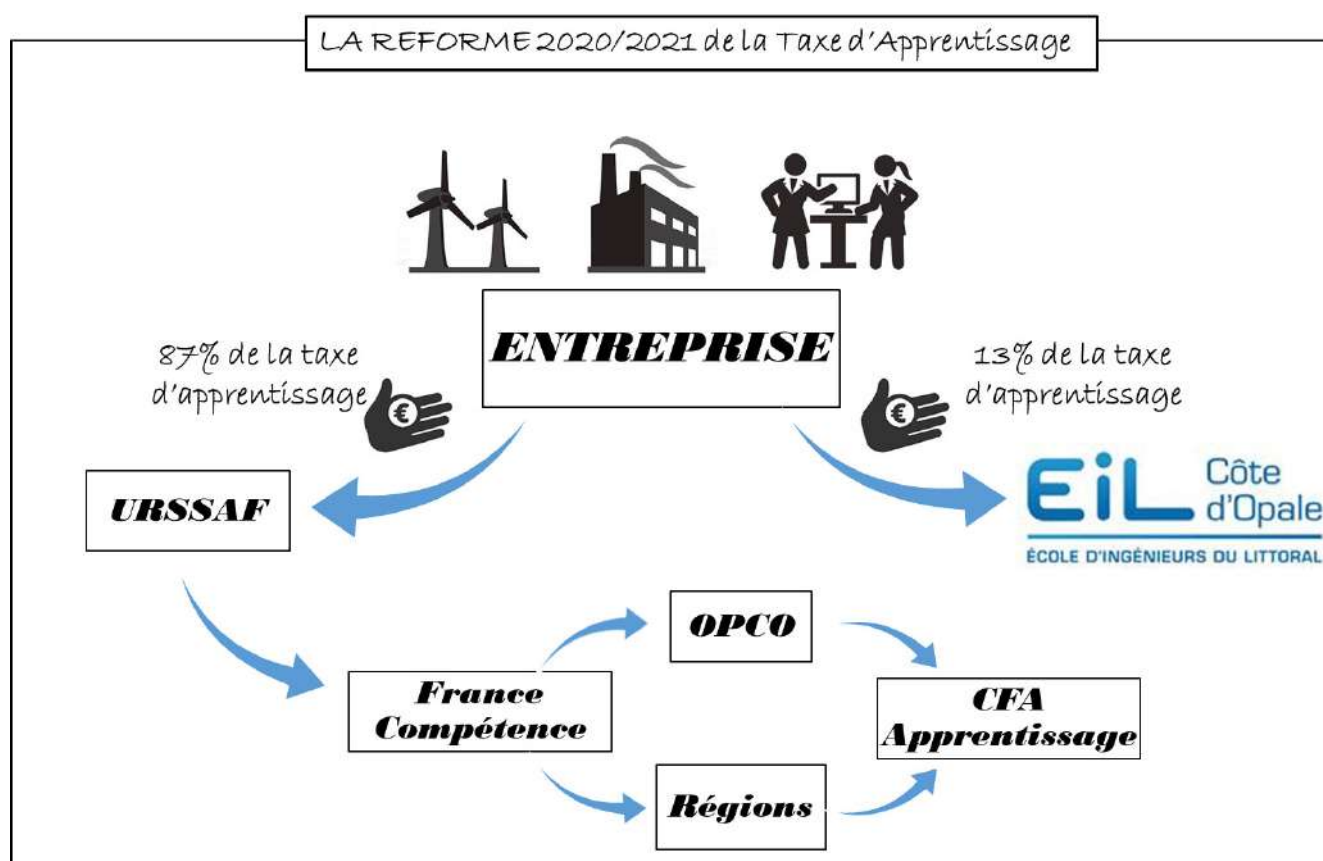 LA REFORME 2020/2021 de la Taxe d'Apprentissage
ENTREPRISE
87% de la taxe
d'apprentissage
€
13% de la taxe
d'apprentissage
€
URSSAF
EiL Côte
d'Opale
ÉCOLE D'INGÉNIEURS DU LITTORAL
OPCO
France
Compétence
CFA
Apprentissage
Régions